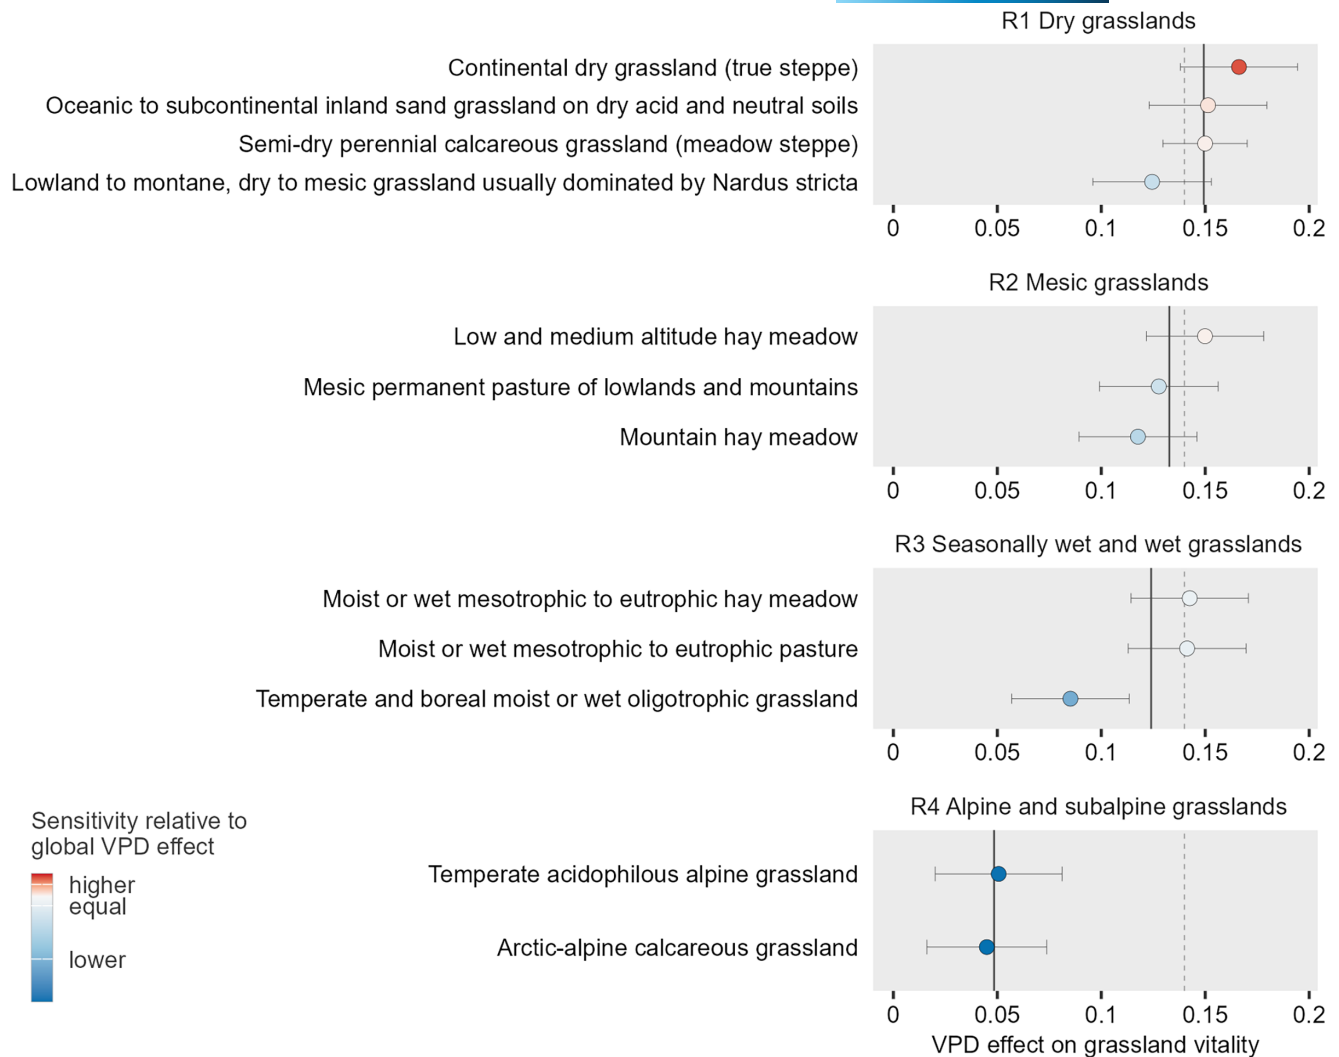 R1 Dry grasslands
Continental dry grassland (true steppe)
Oceanic to subcontinental inland sand grassland on dry acid and neutral soils
Semi-dry perennial calcareous grassland (meadow steppe)
Lowland to montane, dry to mesic grassland usually dominated by Nardus stricta
0 0.05 0.1 0.15 0.2
R2 Mesic grasslands
Low and medium altitude hay meadow
Mesic permanent pasture of lowlands and mountains
Mountain hay meadow
0 0.05 0.1 0.15 0.2
R3 Seasonally wet and wet grasslands
Moist or wet mesotrophic to eutrophic hay meadow
Moist or wet mesotrophic to eutrophic pasture
Temperate and boreal moist or wet oligotrophic grassland
0 0.05 0.1 0.15 0.2
R4 Alpine and subalpine grasslands
Temperate acidophilous alpine grassland
Arctic-alpine calcareous grassland
0 0.05 0.1 0.15 0.2
VPD effect on grassland vitality
Sensitivity relative to
global VPD effect
higher
equal
lower